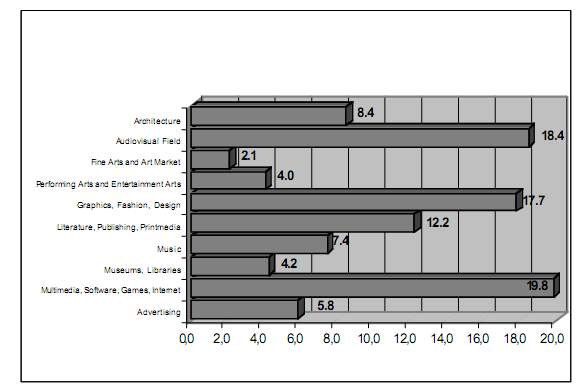 Architecture 8.4
Audiovisual Field 18.4
Fine Arts and Art Market 2.1
Performing Arts and Entertainment Arts 4.0
Graphics, Fashion, Design 17.7
Literature, Publishing, Printmedia 12.2
Music 7.4
Museums, Libraries 4.2
Multimedia, Software, Games, Internet 19.8
Advertising 5.8
0,0 2,0 4,0 6,0 8,0 10,0 12,0 14,0 16,0 18,0 20,0